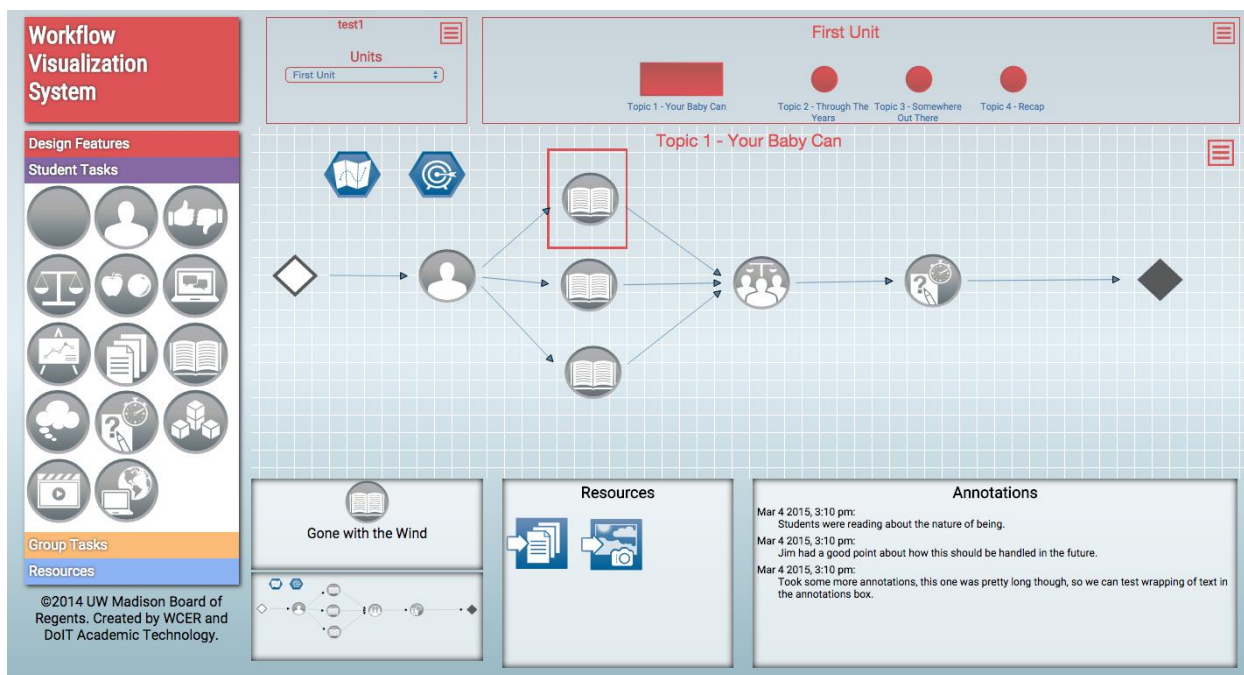 Workflow
Visualization
System
test1
Units
First Unit
First Unit
Topic 1 - Your Baby Can
Topic 2 - Through The
Years
Topic 3 - Somewhere
Out There
Topic 4 - Recap
Design Features
Student Tasks
Group Tasks
Resources
©2014 UW Madison Board of
Regents. Created by WCER and
DoIT Academic Technology.
Topic 1 - Your Baby Can
?
?
Gone with the Wind
Resources
Annotations
Mar 4 2015, 3:10 pm:
Students were reading about the nature of being.
Mar 4 2015, 3:10 pm:
Jim had a good point about how this should be handled in the future.
Mar 4 2015, 3:10 pm:
Took some more annotations, this one was pretty long though, so we can test wrapping of text in
the annotations box.